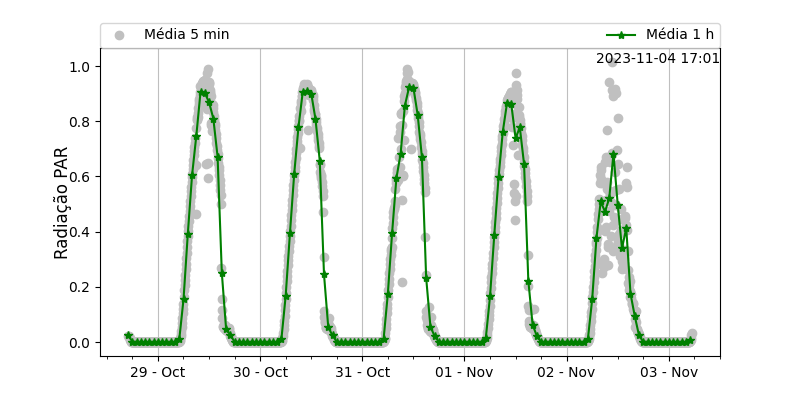 Média 5 min
Média 1 h
2023-11-04 17:01
Radiação PAR
1.0
0.8
0.6
0.4
0.2
0.0
29 - Oct
30 - Oct
31 - Oct
01 - Nov
02 - Nov
03 - Nov